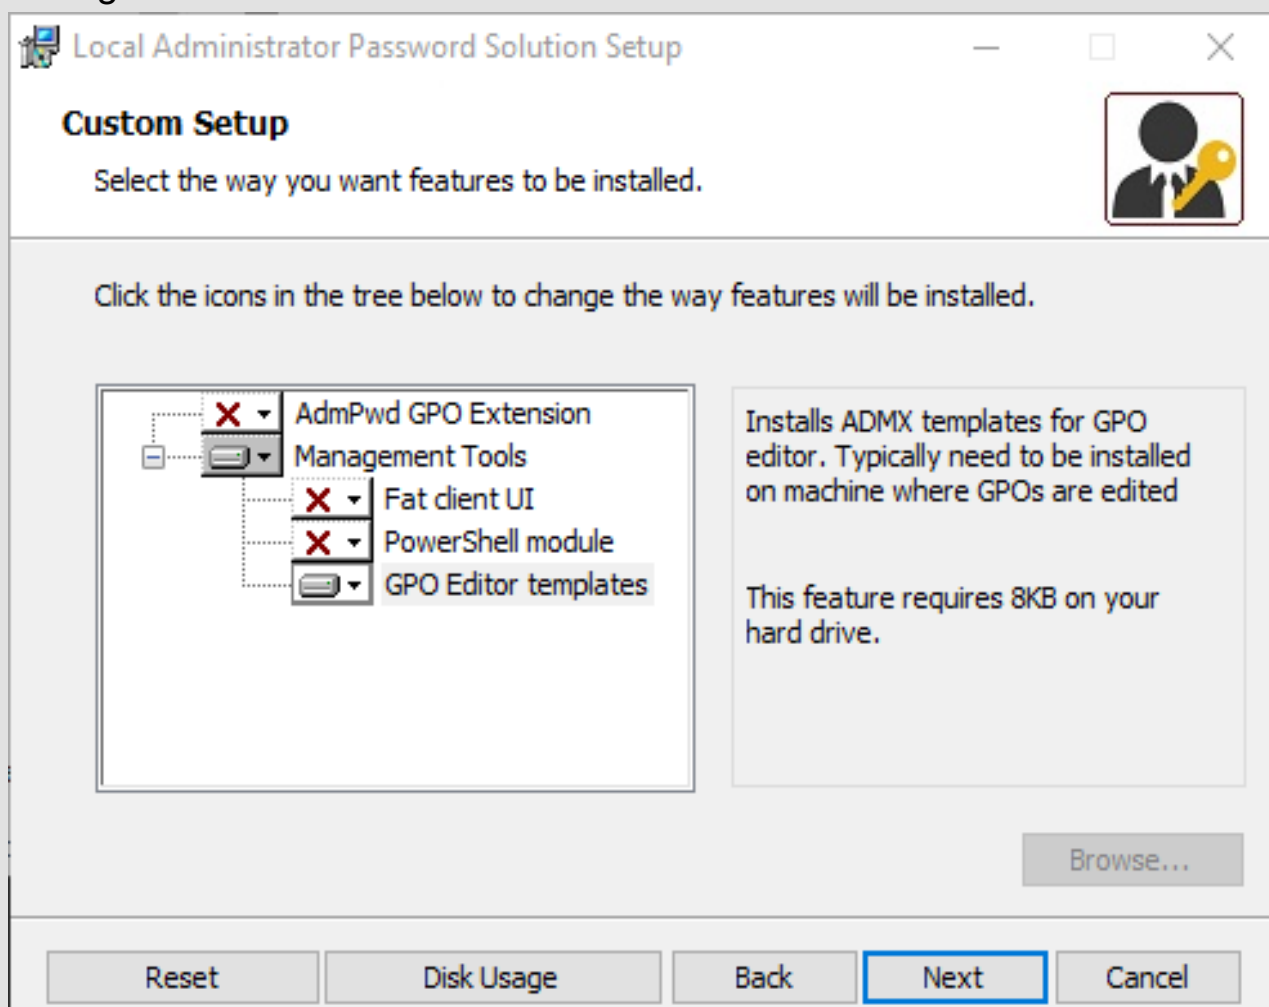 Local Administrator Password Solution Setup
Custom Setup
Select the way you want features to be installed.
Click the icons in the tree below to change the way features will be installed.
AdmPwd GPO Extension
Management Tools
Fat client UI
PowerShell module
GPO Editor templates
Installs ADMX templates for GPO
editor. Typically need to be installed
on machine where GPOs are edited
This feature requires 8KB on your
hard drive.
Browse...
Reset
Disk Usage
Back
Next
Cancel